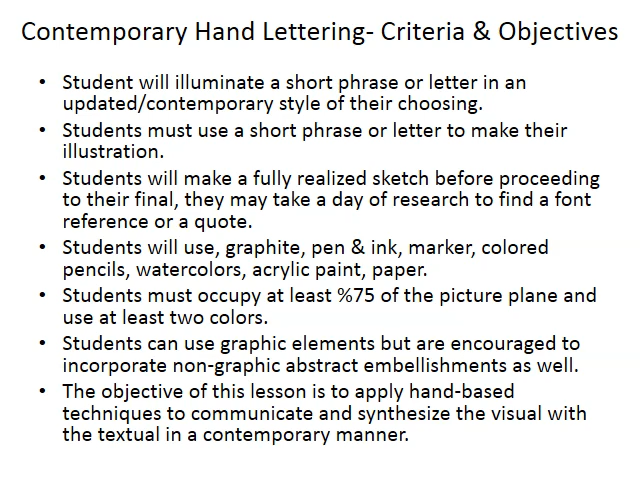 Contemporary Hand Lettering- Criteria & Objectives
• Student will illuminate a short phrase or letter in an
updated/contemporary style of their choosing.
• Students must use a short phrase or letter to make their
illustration.
• Students will make a fully realized sketch before proceeding
to their final, they may take a day of research to find a font
reference or a quote.
• Students will use, graphite, pen & ink, marker, colored
pencils, watercolors, acrylic paint, paper.
• Students must occupy at least %75 of the picture plane and
use at least two colors.
• Students can use graphic elements but are encouraged to
incorporate non-graphic abstract embellishments as well.
• The objective of this lesson is to apply hand-based
techniques to communicate and synthesize the visual with
the textual in a contemporary manner.